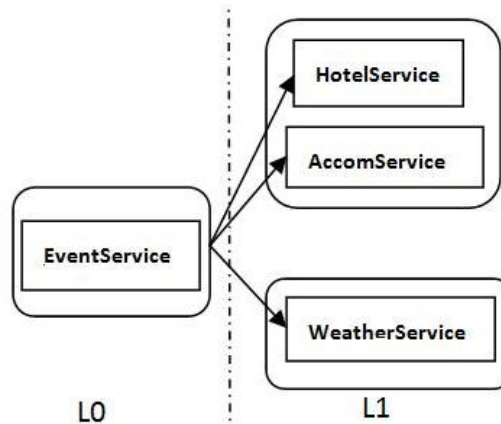 HotelService
AccomService
EventService
WeatherService
L0
L1